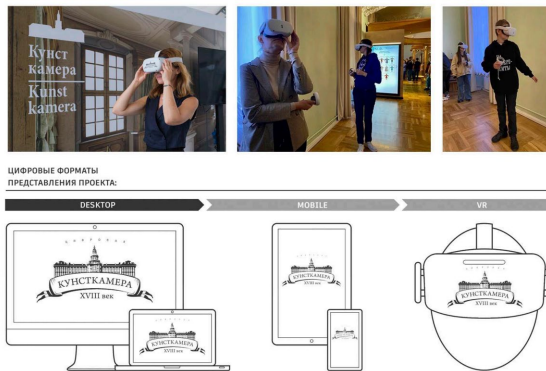 Кунст
камера
Kunst
kamera
ЦИФРОВЫЕ ФОРМАТЫ
ПРЕДСТАВЛЕНИЯ ПРОЕКТА:
DESKTOP
MOBILE
VR
ЦИФРОВАЯ
КУНСТКАМЕРА
XVIII век
КУНСТКАМЕРА
XVIII век
КУНСТКАМЕРА
XVIII век
КУНСТКАМЕРА
XVIII век